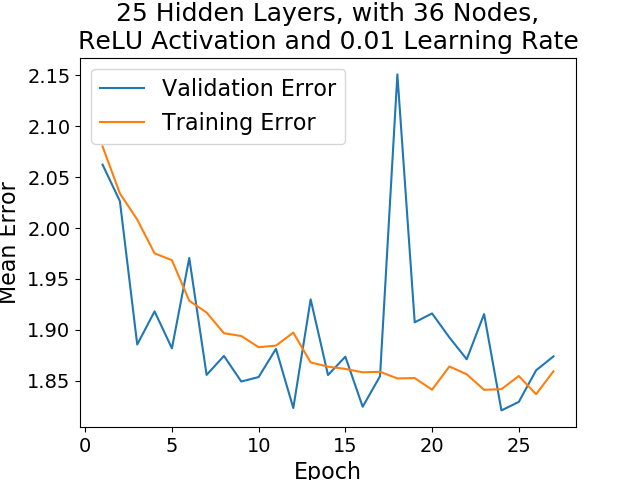 25 Hidden Layers, with 36 Nodes,
ReLU Activation and 0.01 Learning Rate
Validation Error
Training Error
Mean Error
2.15
2.10
2.05
2.00
1.95
1.90
1.85
0 5 10 15 20 25
Epoch